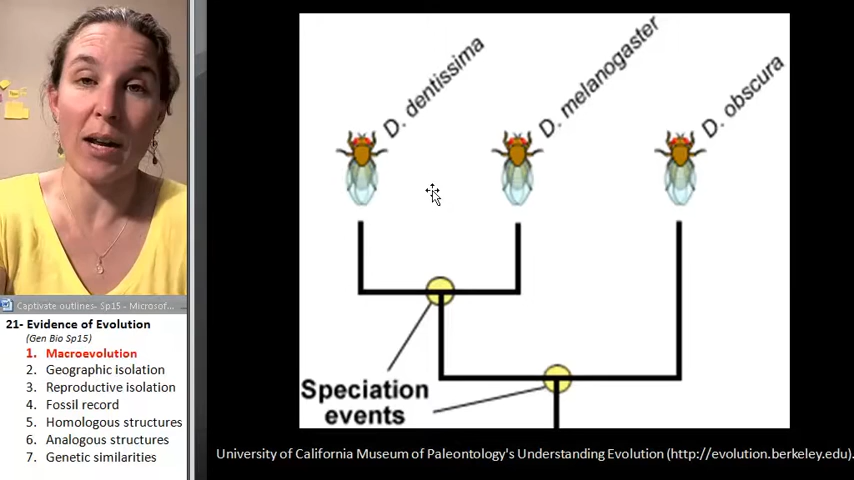 D. dentissima
D. melanogaster
D. obscura
Speciation
events
Captivate outlines- Sp15 - Microsof...
21- Evidence of Evolution
(Gen Bio Sp15)
1. Macroevolution
2. Geographic isolation
3. Reproductive isolation
4. Fossil record
5. Homologous structures
6. Analogous structures
7. Genetic similarities
University of California Museum of Paleontology's Understanding Evolution (http://evolution.berkeley.edu).